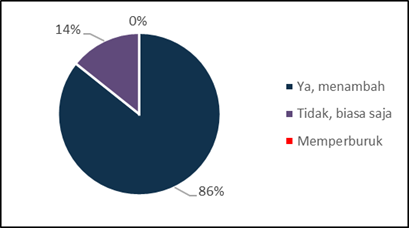 0%
14%
Ya, menambah
Tidak, biasa saja
Memperburuk
86%